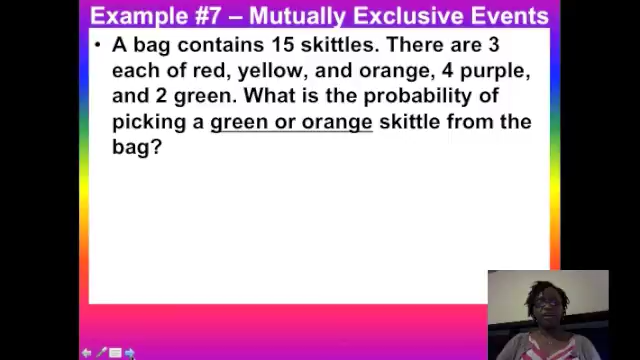 Example #7 – Mutually Exclusive Events
• A bag contains 15 skittles. There are 3
each of red, yellow, and orange, 4 purple,
and 2 green. What is the probability of
picking a green or orange skittle from the
bag?